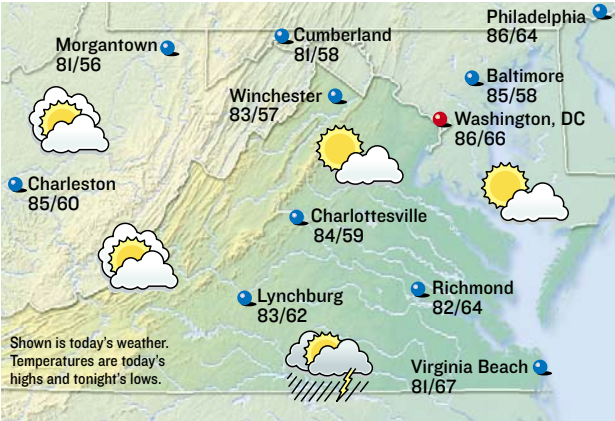 Philadelphia
86/64
Cumberland
81/58
Morgantown
81/56
Baltimore
85/58
Winchester
83/57
Washington, DC
86/66
Charleston
85/60
Charlottesville
84/59
Richmond
82/64
Lynchburg
83/62
Shown is today's weather.
Temperatures are today's
highs and tonight's lows.
Virginia Beach
81/67